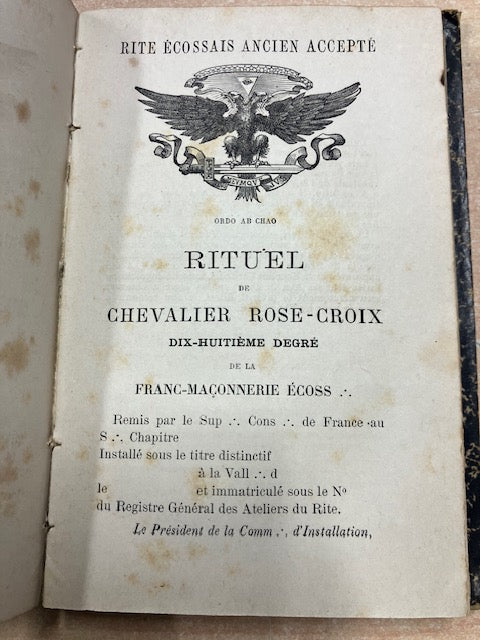 RITE ÉCOSSAIS ANCIEN ACCEPTÉ
ORDO AB CHAO
RITUEL
DE
CHEVALIER ROSE-CROIX
DIX-HUITIÈME DEGRÉ
DE LA
FRANC-MAÇONNERIE ÉCOSS ∴
Remis par le Sup ∴ Cons ∴ de France au
S ∴ Chapitre
Installé sous le titre distinctif
à la Vall ∴ d
le et immatriculé sous le Nº
du Registre Général des Ateliers du Rite.
Le Président de la Comm ∴ d'Installation,